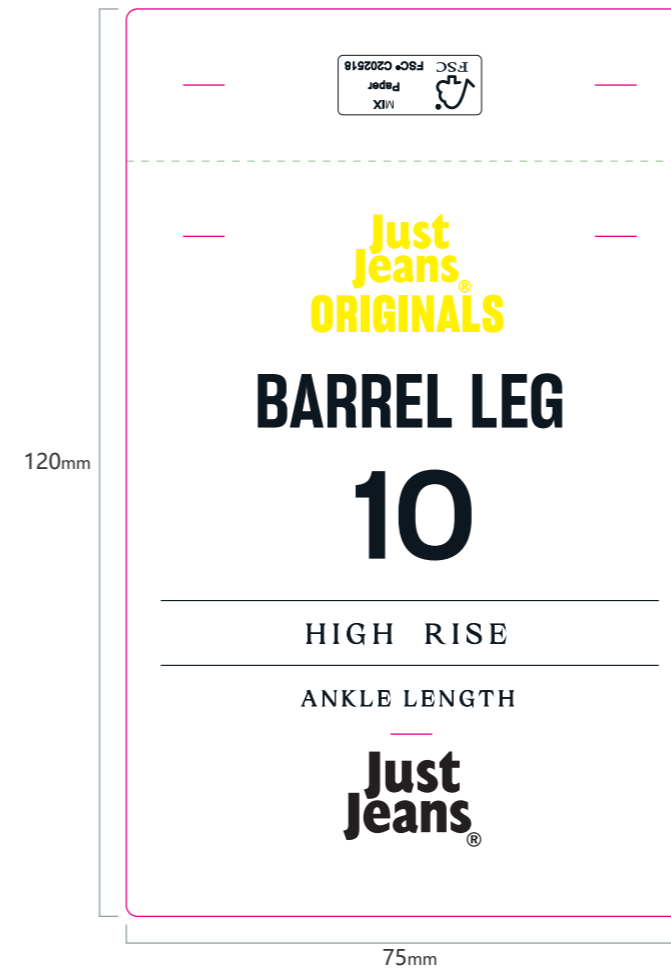 FSC
MIX
Paper
FSC® C202518
Just
Jeans®
ORIGINALS
BARREL LEG
10
HIGH RISE
ANKLE LENGTH
Just
Jeans®
120mm
75mm